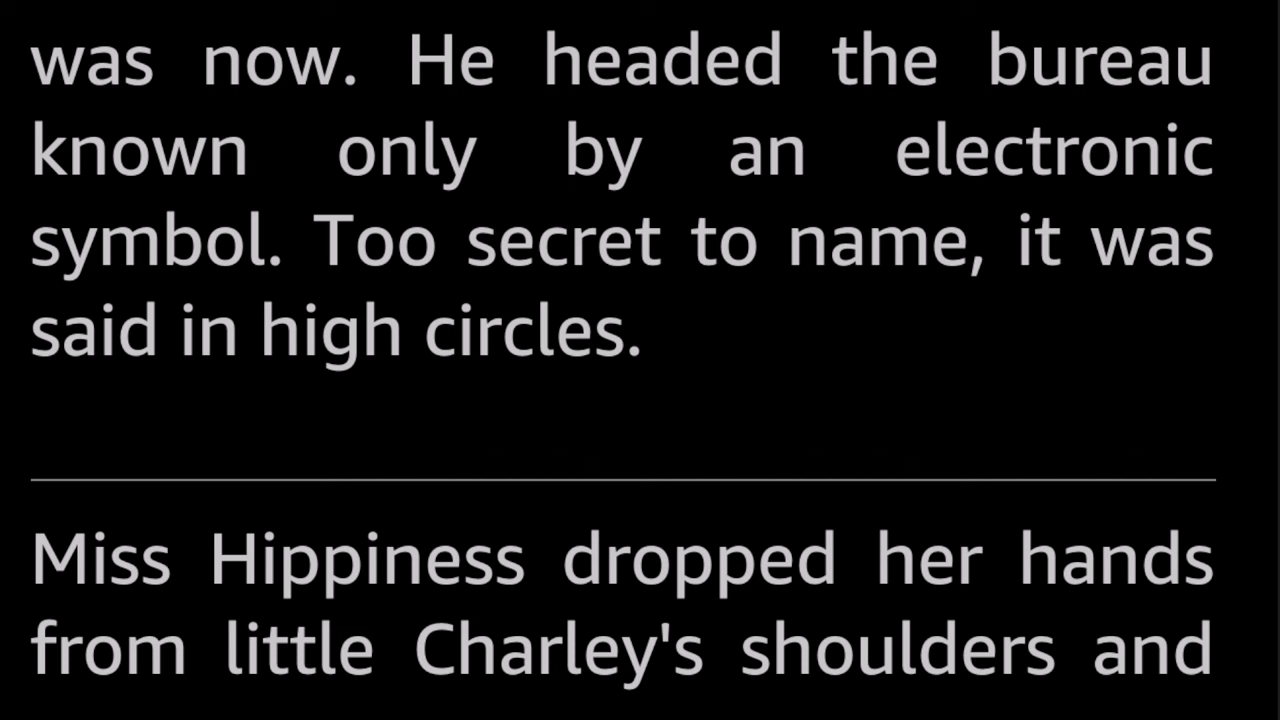 was now. He headed the bureau
known only by an electronic
symbol. Too secret to name, it was
said in high circles.
Miss Hippiness dropped her hands
from little Charley's shoulders and